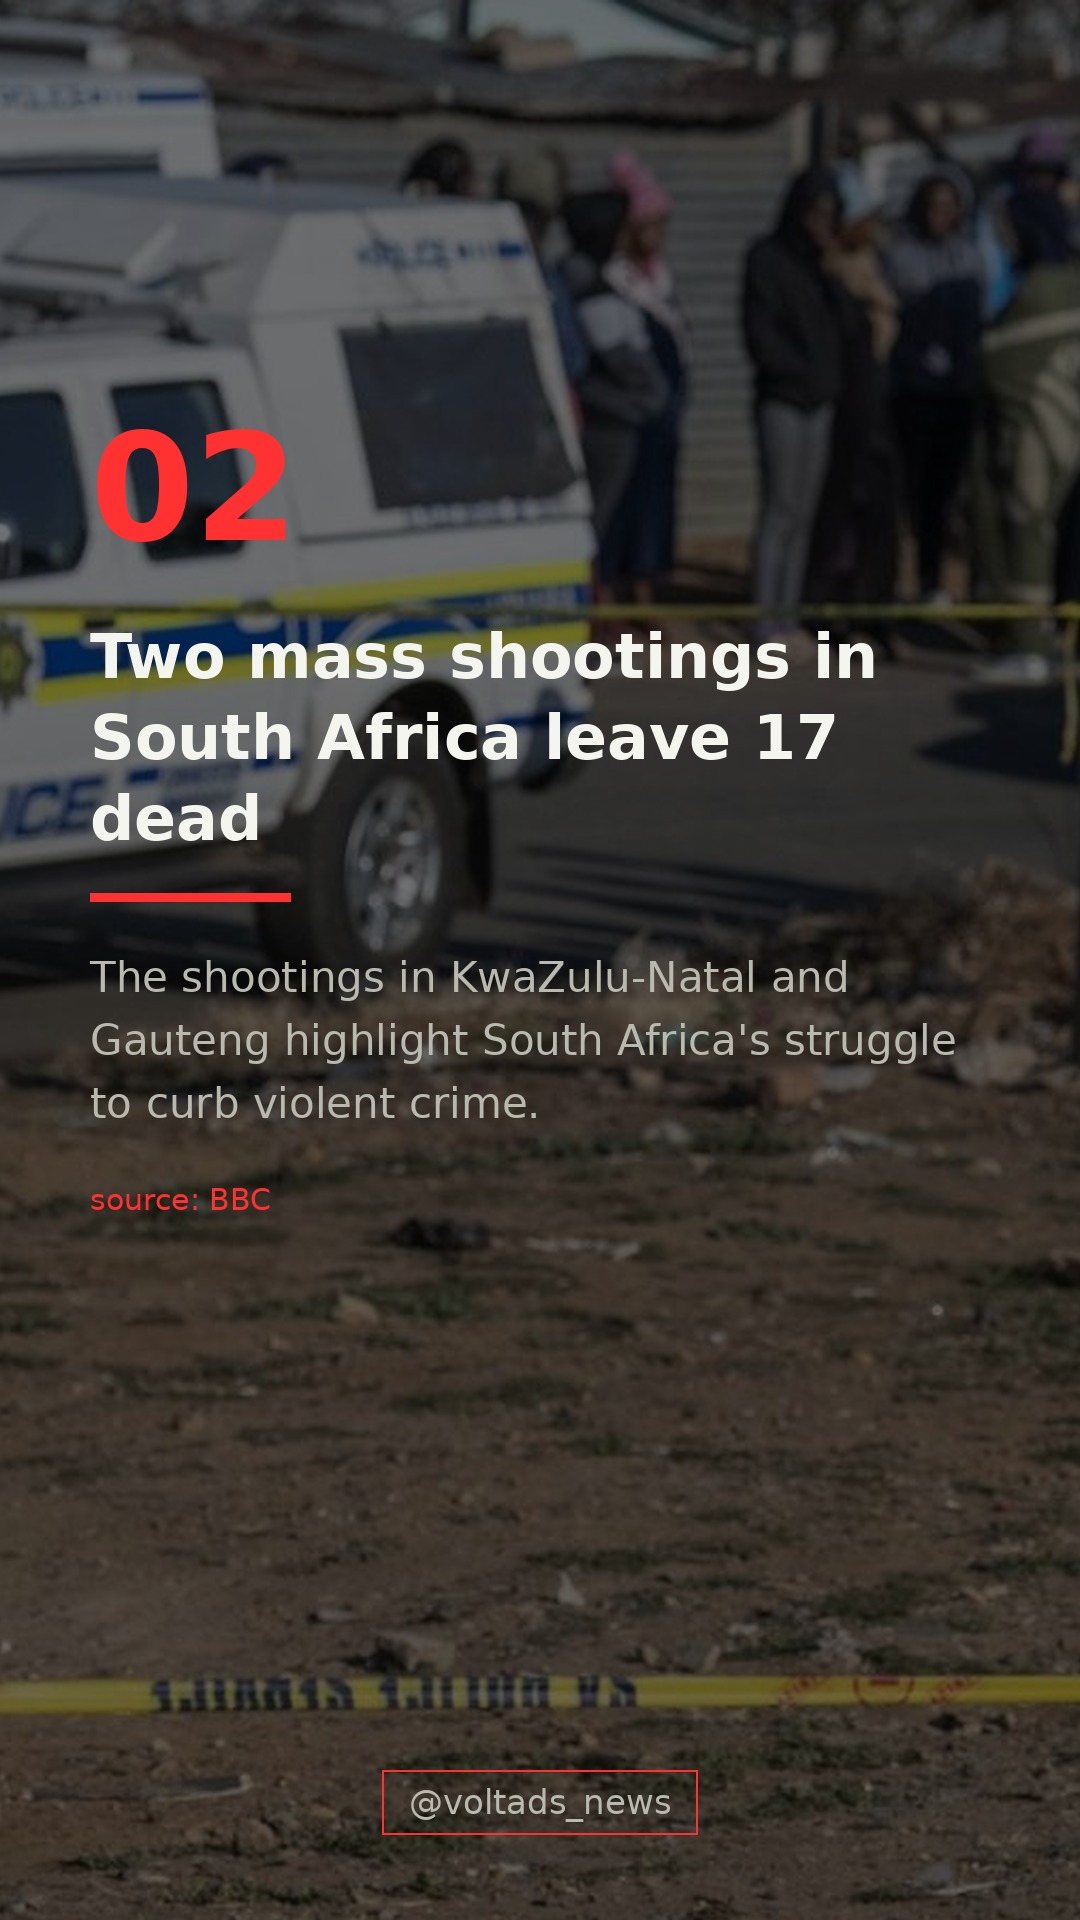 02
Two mass shootings in
South Africa leave 17
dead
The shootings in KwaZulu-Natal and
Gauteng highlight South Africa's struggle
to curb violent crime.
source: BBC
@voltads_news